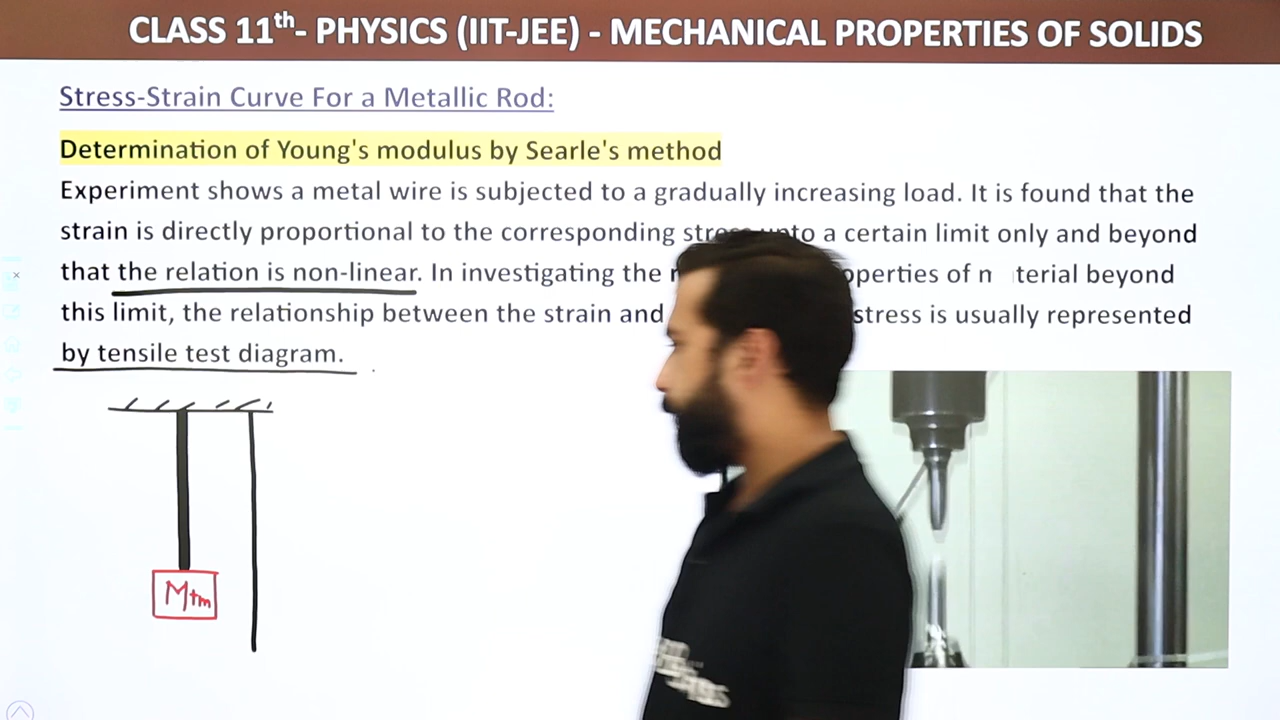 CLASS 11th- PHYSICS (IIT-JEE) - MECHANICAL PROPERTIES OF SOLIDS
Stress-Strain Curve For a Metallic Rod:
Determination of Young's modulus by Searle's method
Experiment shows a metal wire is subjected to a gradually increasing load. It is found that the
strain is directly proportional to the corresponding a certain limit only and beyond
that the relation is non-linear. In investigating the of beyond
this limit, the relationship between the strain and stress is usually represented
by tensile test diagram.
M+m